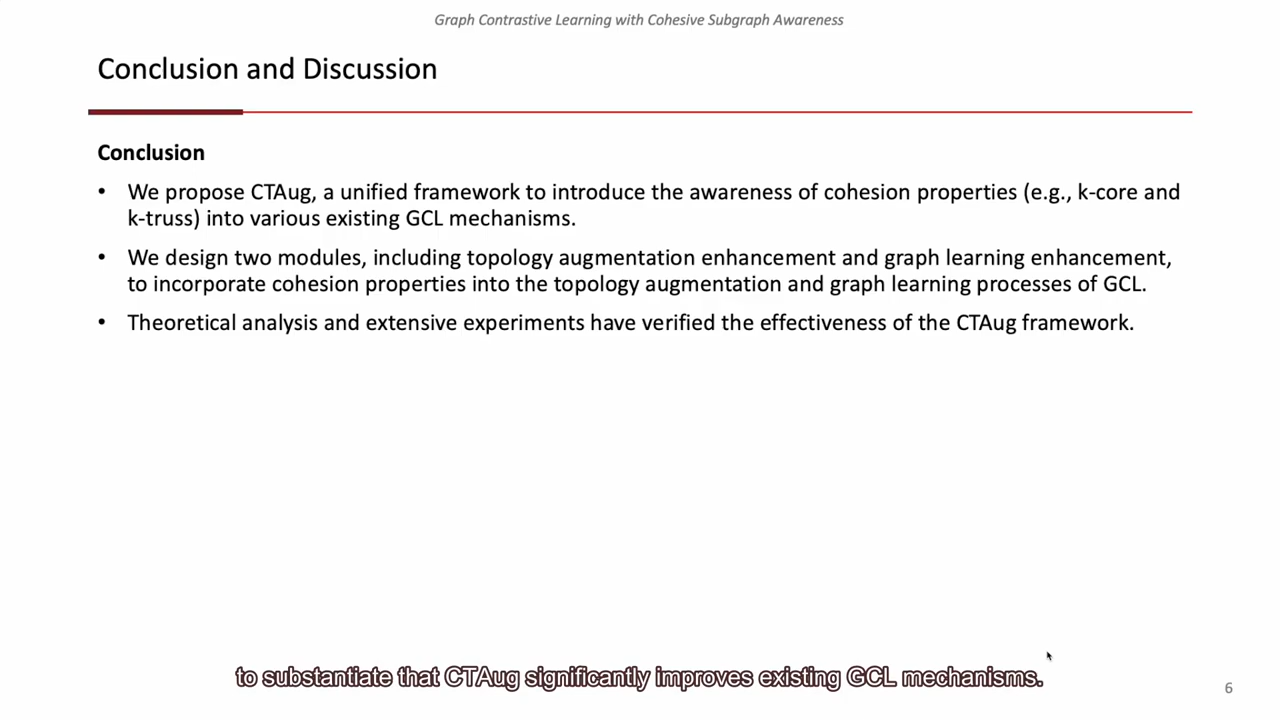 Graph Contrastive Learning with Cohesive Subgraph Awareness
Conclusion and Discussion
Conclusion
• We propose CTAug, a unified framework to introduce the awareness of cohesion properties (e.g., k-core and
k-truss) into various existing GCL mechanisms.
• We design two modules, including topology augmentation enhancement and graph learning enhancement,
to incorporate cohesion properties into the topology augmentation and graph learning processes of GCL.
• Theoretical analysis and extensive experiments have verified the effectiveness of the CTAug framework.
to substantiate that CTAug significantly improves existing GCL mechanisms.
6